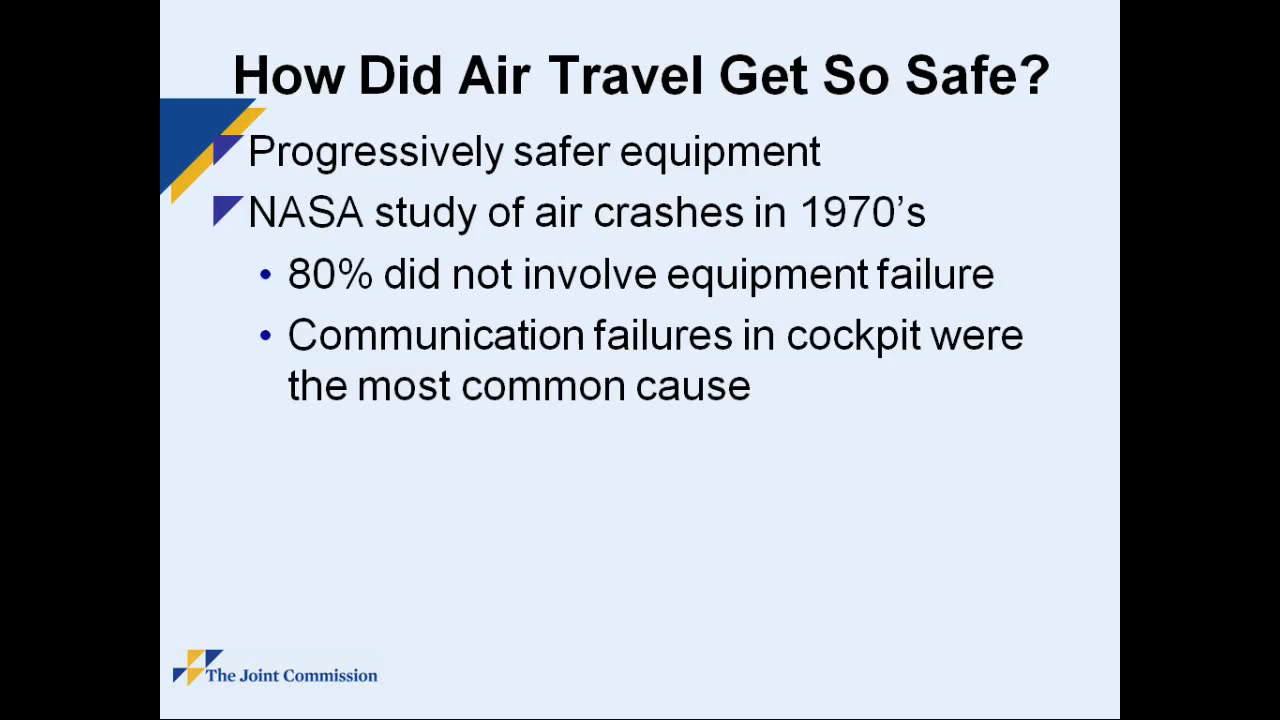 How Did Air Travel Get So Safe?
Progressively safer equipment
NASA study of air crashes in 1970’s
• 80% did not involve equipment failure
• Communication failures in cockpit were
the most common cause
The Joint Commission